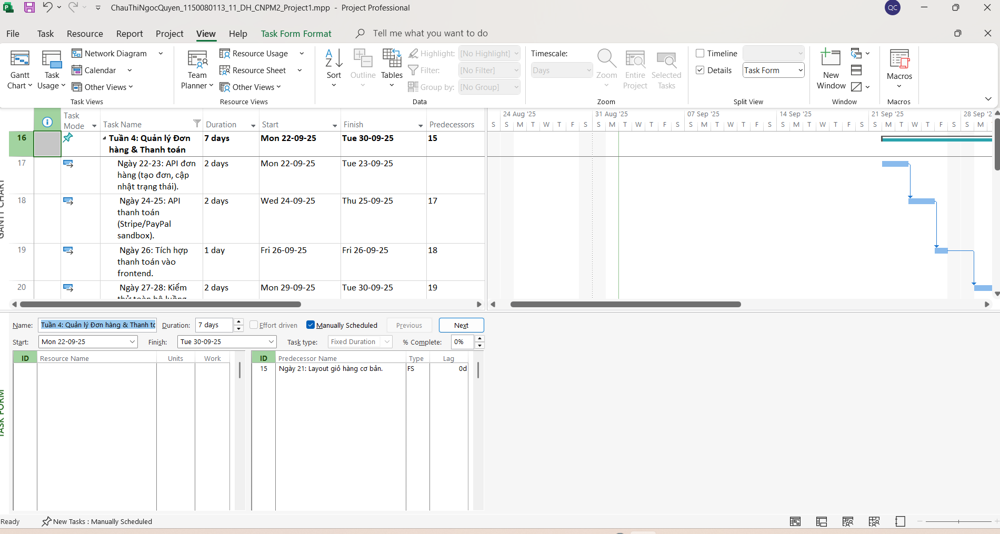 ChauThiNgocQuyen_1150080113_11_DH_CNPM2_Project1.mpp - Project Professional
QC
File Task Resource Report Project View Help Task Form Format Tell me what you want to do
Gantt Chart
Task Usage
Network Diagram
Calendar
Other Views
Task Views
Team Planner
Resource Usage
Resource Sheet
Other Views
Resource Views
Sort
Outline
Tables
Highlight: [No Highlight]
Filter: [No Filter]
Group by: [No Group]
Data
Timescale:
Days
Zoom
Entire Project
Selected Tasks
Zoom
Timeline
Details Task Form
Split View
New Window
Window
Macros
Macros
Task Mode Task Name Duration Start Finish Predecessors
24 Aug '25 31 Aug '25 07 Sep '25 14 Sep '25 21 Sep '25 28 Sep '2
S S M T W T F S S M T W T F S S M T W T F S S M T W T F S S M T W T F S S M
GANTT CHART
16 Tuần 4: Quản lý Đơn hàng & Thanh toán 7 days Mon 22-09-25 Tue 30-09-25 15
17 Ngày 22-23: API đơn hàng (tạo đơn, cập nhật trạng thái). 2 days Mon 22-09-25 Tue 23-09-25
18 Ngày 24-25: API thanh toán (Stripe/PayPal sandbox). 2 days Wed 24-09-25 Thu 25-09-25 17
19 Ngày 26: Tích hợp thanh toán vào frontend. 1 day Fri 26-09-25 Fri 26-09-25 18
20 Ngày 27-28: Kiểm thử toàn bộ luồng 2 days Mon 29-09-25 Tue 30-09-25 19
TASK FORM
Name: Tuần 4: Quản lý Đơn hàng & Thanh to Duration: 7 days Effort driven Manually Scheduled Previous Next
Start: Mon 22-09-25 Finish: Tue 30-09-25 Task type: Fixed Duration % Complete: 0%
ID Resource Name Units Work
ID Predecessor Name Type Lag
15 Ngày 21: Layout giỏ hàng cơ bản. FS 0d
Ready New Tasks : Manually Scheduled